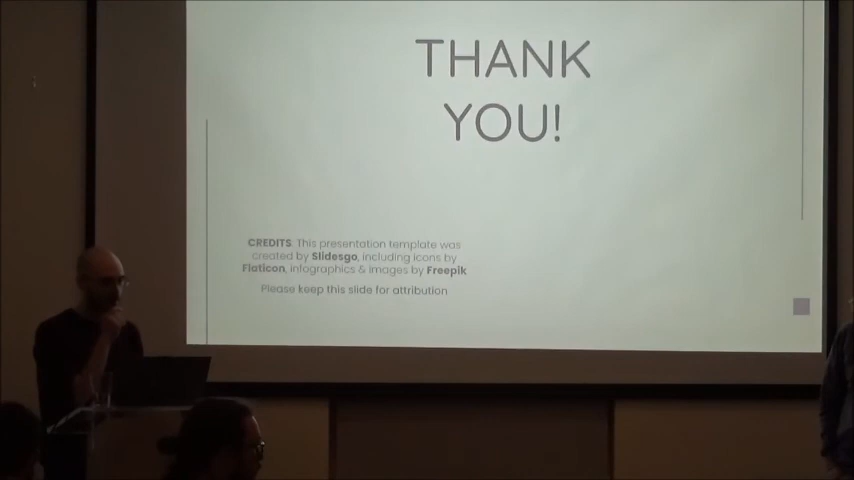 THANK
YOU!
CREDITS: This presentation template was
created by Slidesgo, including icons by
Flaticon, infographics & images by Freepik
Please keep this slide for attribution